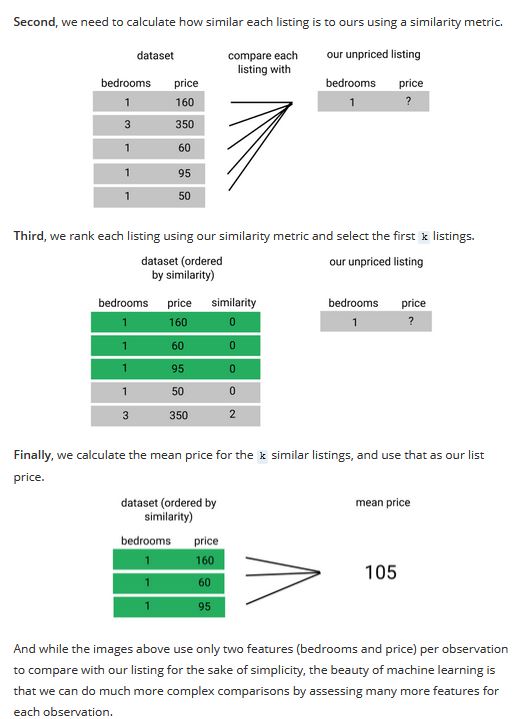 Second, we need to calculate how similar each listing is to ours using a similarity metric.
dataset
compare each
listing with
our unpriced listing
bedrooms price
bedrooms price
1 160
1 ?
3 350
1 60
1 95
1 50
Third, we rank each listing using our similarity metric and select the first k listings.
dataset (ordered
by similarity)
our unpriced listing
bedrooms price similarity
bedrooms price
1 160 0
1 ?
1 60 0
1 95 0
1 50 0
3 350 2
Finally, we calculate the mean price for the k similar listings, and use that as our list
price.
dataset (ordered by
similarity)
mean price
bedrooms price
1 160
1 60
1 95
105
And while the images above use only two features (bedrooms and price) per observation
to compare with our listing for the sake of simplicity, the beauty of machine learning is
that we can do much more complex comparisons by assessing many more features for
each observation.